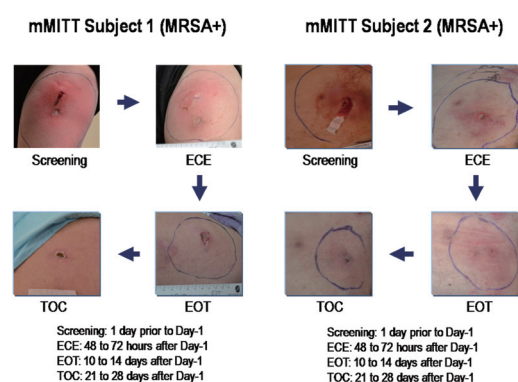 mMITT Subject 1 (MRSA+)
Screening
ECE
TOC
EOT
Screening: 1 day prior to Day-1
ECE: 48 to 72 hours after Day-1
EOT: 10 to 14 days after Day-1
TOC: 21 to 28 days after Day-1
mMITT Subject 2 (MRSA+)
Screening
ECE
TOC
EOT
Screening: 1 day prior to Day-1
ECE: 48 to 72 hours after Day-1
EOT: 10 to 14 days after Day-1
TOC: 21 to 28 days after Day-1